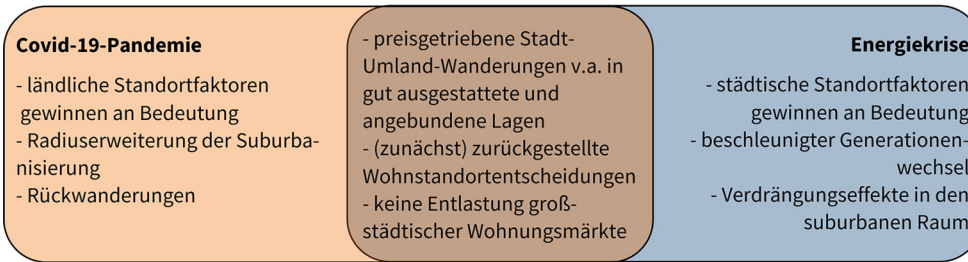 Covid-19-Pandemie
- ländliche Standortfaktoren
gewinnen an Bedeutung
- Radiuserweiterung der Suburba-
nisierung
- Rückwanderungen
- preisgetriebene Stadt-
Umland-Wanderungen v.a. in
gut ausgestattete und
angebundene Lagen
- (zunächst) zurückgestellte
Wohnstandortentscheidungen
- keine Entlastung groß-
städtischer Wohnungsmärkte
Energiekrise
- städtische Standortfaktoren
gewinnen an Bedeutung
- beschleunigter Generationen-
wechsel
- Verdrängungseffekte in den
suburbanen Raum